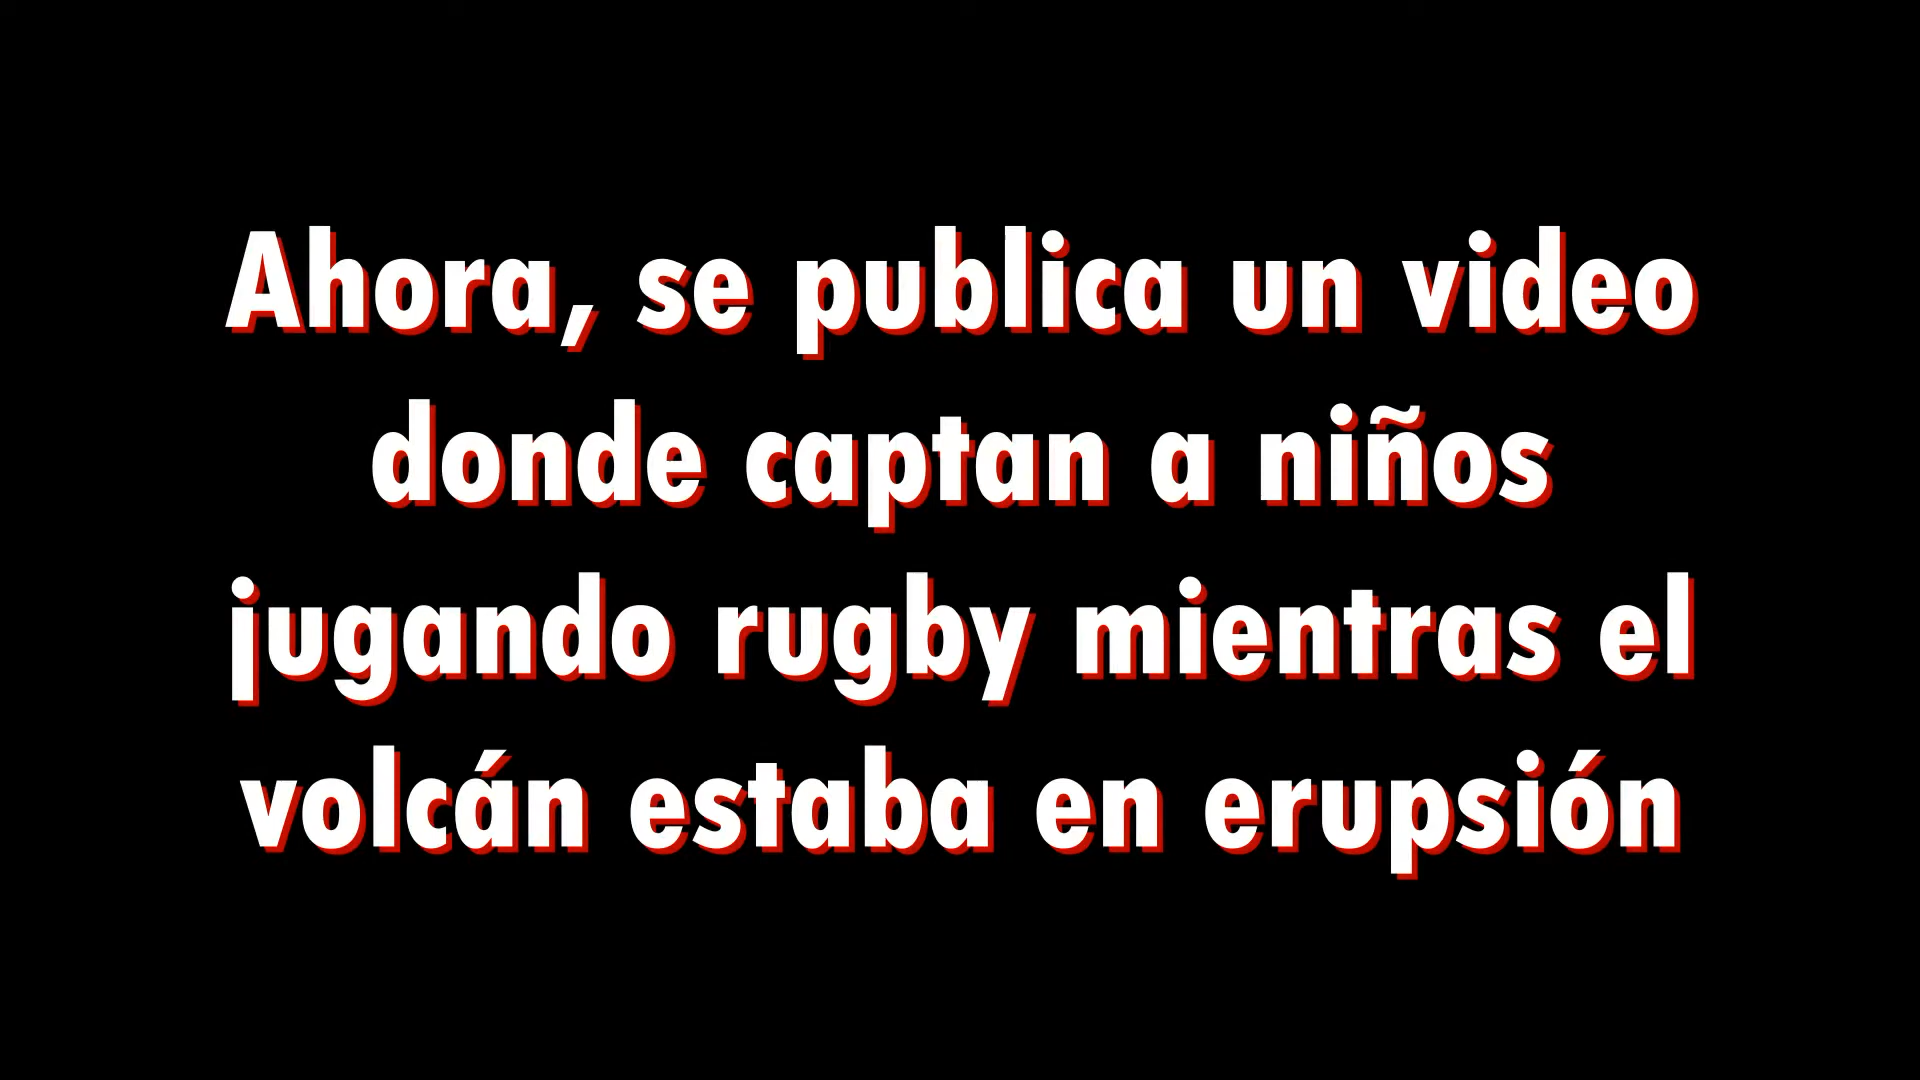 Ahora, se publica un video
donde captan a niños
jugando rugby mientras el
volcán estaba en erupsión